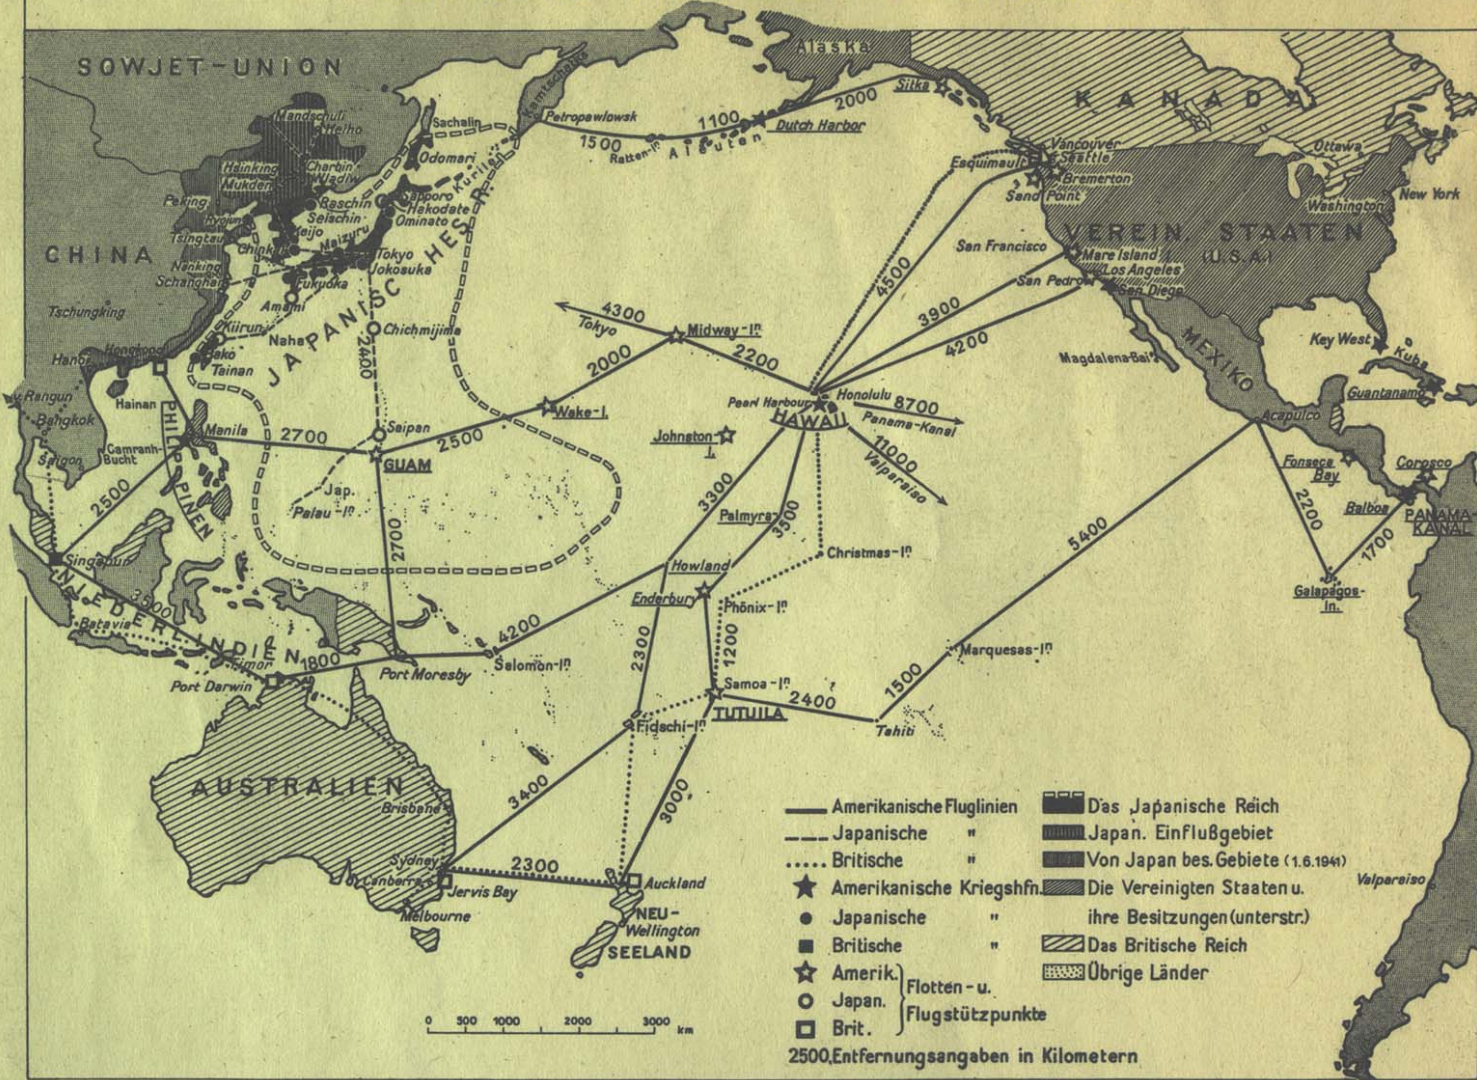 SOWJET-UNION
Alaska
Sitka
KANADA
Kamtschatka
Petropawlowsk
1500
Ratten-In
1100
Aleuten
Dutch Harbor
2000
Sachalin
Odomari
Kurilen
Mandschuli
Heiho
Hsinking
Charbin
Mukden
Wladiw.
Peking
Raschin
Seischin
Keijo
Tsingtau
Sapporo
Hakodate
Ominato
Maizuru
Tokyo
Jokosuka
CHINA
Nanking
Schanghai
Fukuoka
Amami
Tschungking
Kiirun
Naha
Chichmijima
JAPANISCHES R.
2400
Hanoi
Hongkong
Tainan
Hainan
Rangun
Bangkok
Saigon
Camranh-
Bucht
PHILIPPINEN
Manila
2700
Saipan
GUAM
2500
Wake-I.
2000
Midway-In
4300
Tokyo
2200
Jap.
Palau-In
2700
2500
Singapur
NIEDERL. INDIEN
3500
Batavia
Timor
1800
Port Darwin
Port Moresby
Salomon-In
4200
Johnston-
I.
Pearl Harbour
Honolulu
HAWAII
8700
Panama-Kanal
11000
Valparaiso
3300
Palmyra
3500
Howland
Enderbury
Christmas-In
Phönix-In
2300
1200
Samoa-In
TUTUILA
Fidschi-In
2400
Tahiti
1500
Marquesas-In
5400
4500
3900
4200
Vancouver
Esquimault
Seattle
Bremerton
Sand Point
San Francisco
Mare Island
San Pedro
Los Angeles
San Diego
VEREIN. STAATEN
(U.S.A.)
Ottawa
Washington
New York
Magdalena-Bai
MEXIKO
Key West
Kuba
Guantanamo
Acapulco
Fonseca
Bay
Corosco
Balboa
PANAMA-
KANAL
2200
1700
Galapagos-
In.
AUSTRALIEN
Brisbane
Sydney
Canberra
Jervis Bay
Melbourne
3400
2300
3000
Auckland
NEU-
Wellington
SEELAND
Valparaiso
Amerikanische Fluglinien
Japanische "
Britische "
Amerikanische Kriegshfn.
Japanische "
Britische "
Amerik.
Japan.
Brit.
Flotten- u.
Flugstützpunkte
2500, Entfernungsangaben in Kilometern
Das Japanische Reich
Japan. Einflußgebiet
Von Japan bes. Gebiete (1.6.1941)
Die Vereinigten Staaten u.
ihre Besitzungen (unterstr.)
Das Britische Reich
Übrige Länder
0 500 1000 2000 3000 km